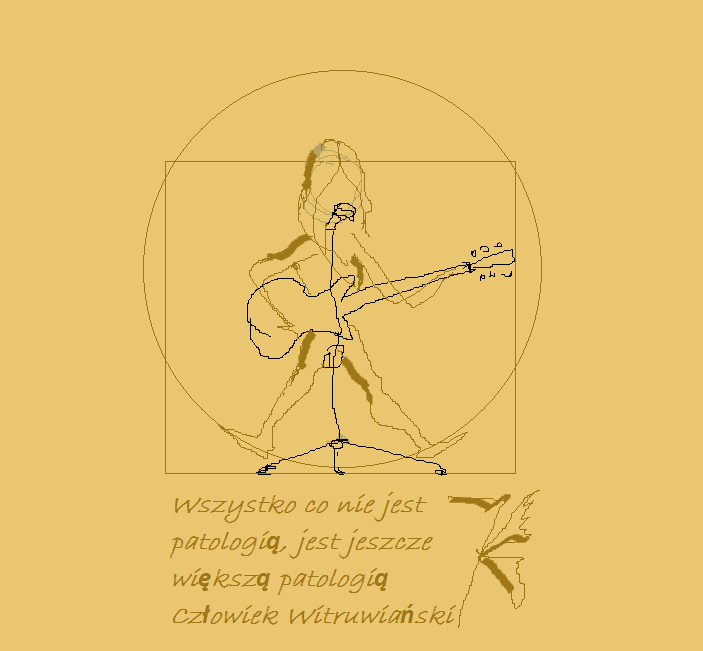 Wszystko co nie jest
patologią, jest jeszcze
większą patologią
Człowiek Witruwiański